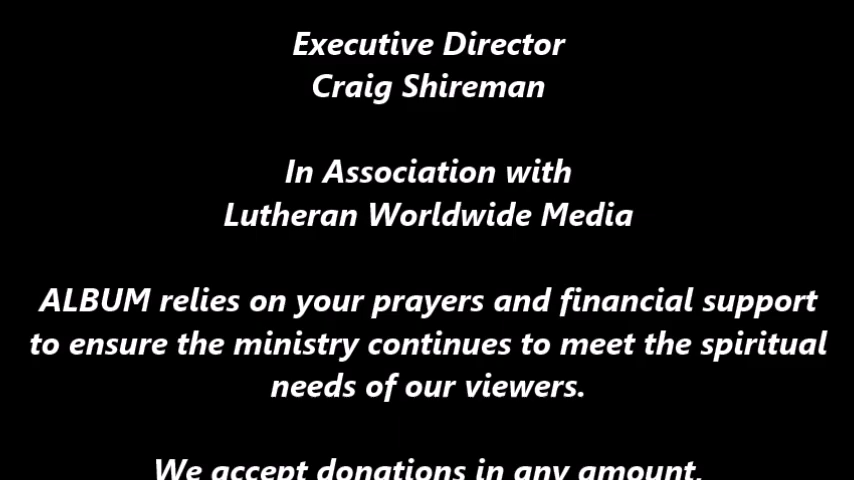 Executive Director
Craig Shireman
In Association with
Lutheran Worldwide Media
ALBUM relies on your prayers and financial support
to ensure the ministry continues to meet the spiritual
needs of our viewers.
We accept donations in any amount.